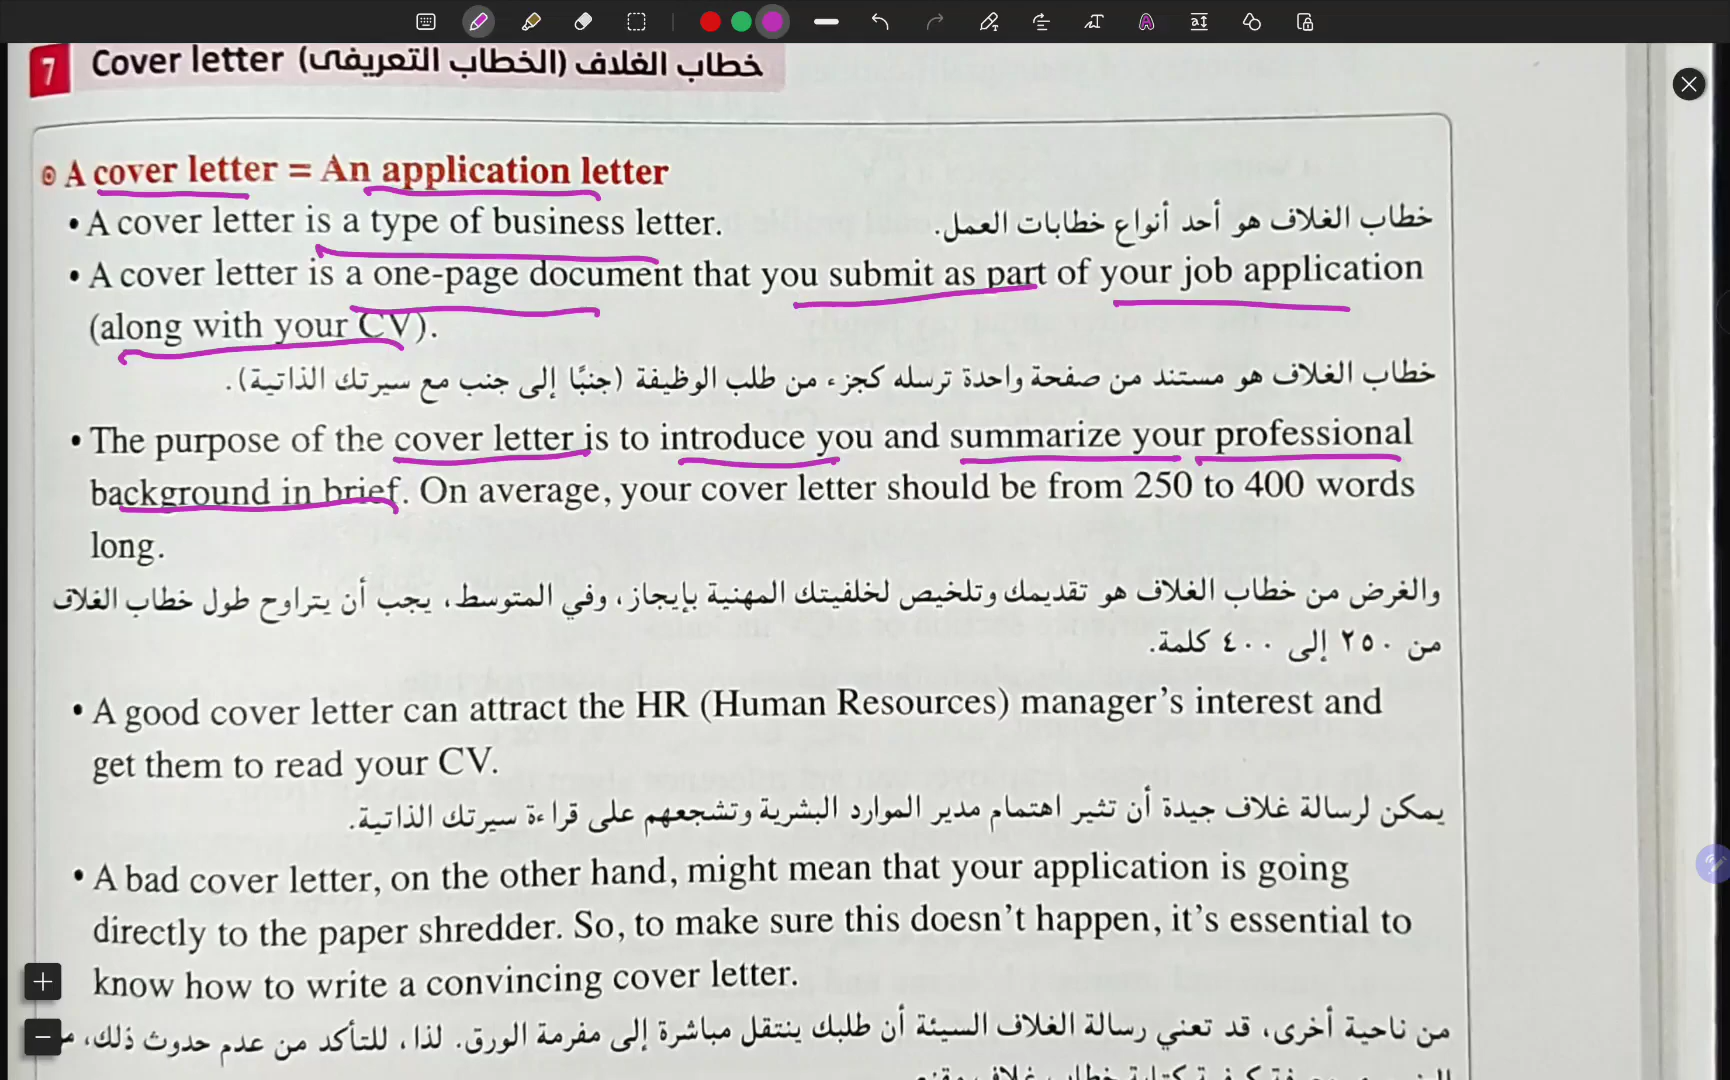 7 Cover letter (الخطاب التعريفى) خطاب الغلاف
A cover letter = An application letter
• A cover letter is a type of business letter.
خطاب الغلاف هو أحد أنواع خطابات العمل.
• A cover letter is a one-page document that you submit as part of your job application
(along with your CV).
خطاب الغلاف هو مستند من صفحة واحدة ترسله كجزء من طلب الوظيفة (جنبًا إلى جنب مع سيرتك الذاتية).
• The purpose of the cover letter is to introduce you and summarize your professional
background in brief. On average, your cover letter should be from 250 to 400 words
long.
والغرض من خطاب الغلاف هو تقديمك وتلخيص لخلفيتك المهنية بإيجاز، وفي المتوسط، يجب أن يتراوح طول خطاب الغلاف
من ٢٥٠ إلى ٤٠٠ كلمة.
• A good cover letter can attract the HR (Human Resources) manager's interest and
get them to read your CV.
يمكن لرسالة غلاف جيدة أن تثير اهتمام مدير الموارد البشرية وتشجعهم على قراءة سيرتك الذاتية.
• A bad cover letter, on the other hand, might mean that your application is going
directly to the paper shredder. So, to make sure this doesn't happen, it's essential to
know how to write a convincing cover letter.
من ناحية أخرى، قد تعني رسالة الغلاف السيئة أن طلبك ينتقل مباشرة إلى مفرمة الورق. لذا، للتأكد من عدم حدوث ذلك،